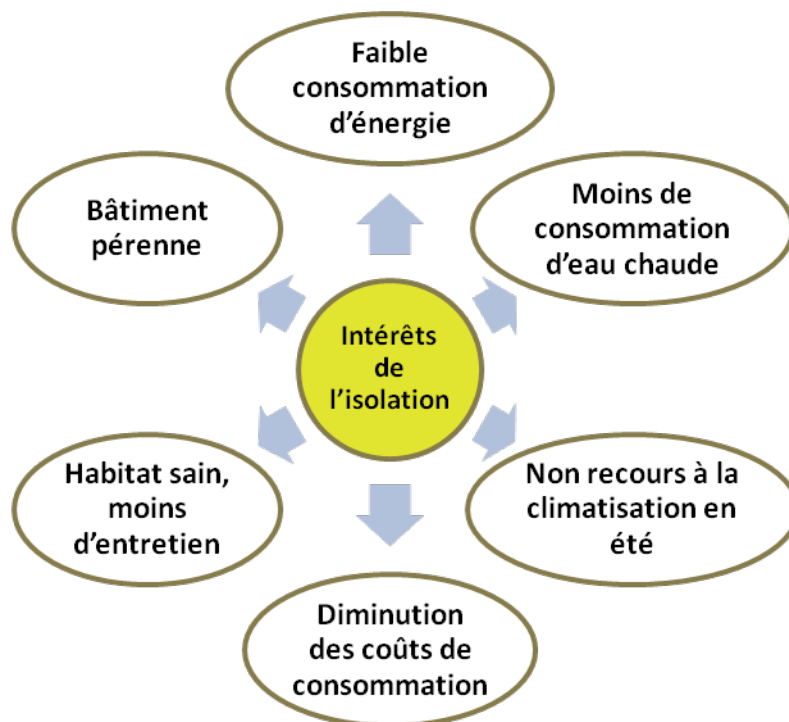 Faible
consommation
d'énergie
Bâtiment
pérenne
Moins de
consommation
d'eau chaude
Intérêts
de
l'isolation
Habitat sain,
moins
d'entretien
Non recours à la
climatisation en
été
Diminution
des coûts de
consommation